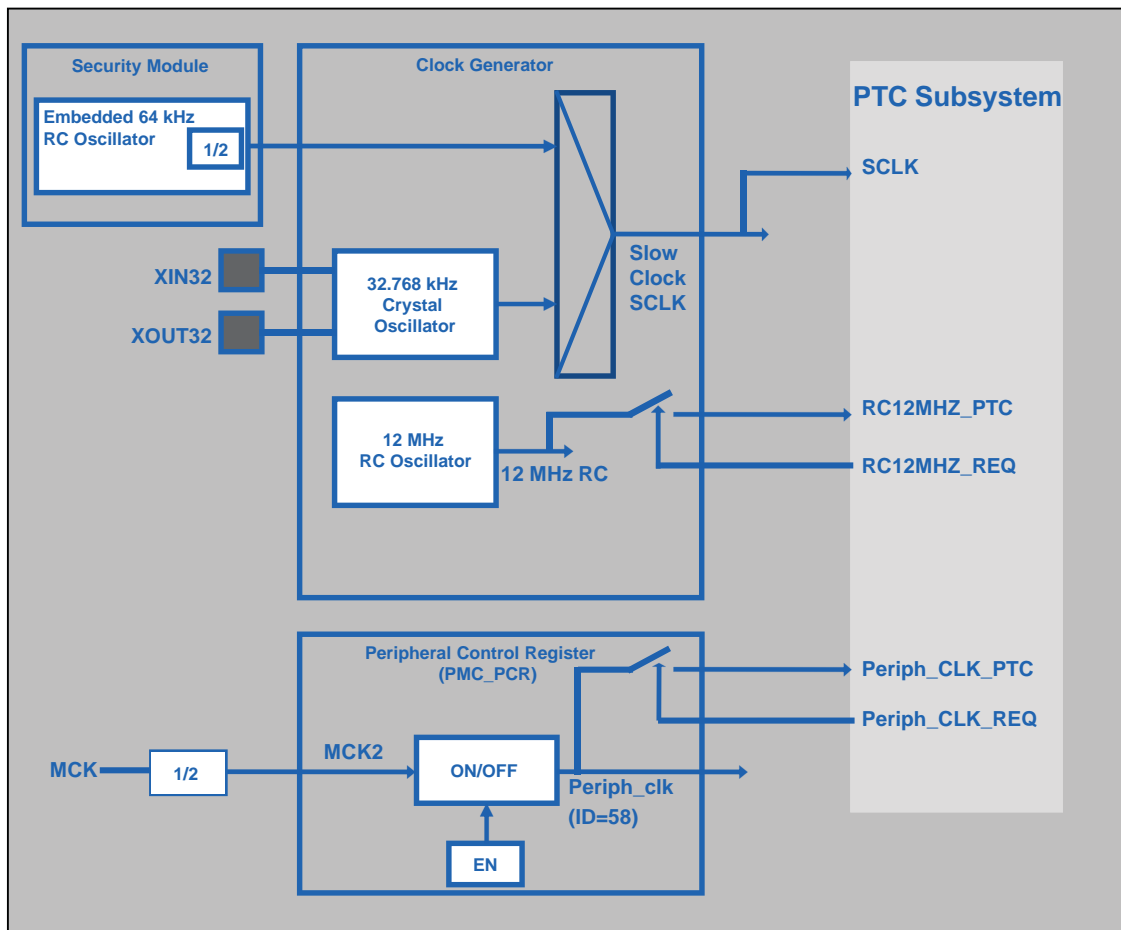 Security Module
Embedded 64 kHz
RC Oscillator
1/2
Clock Generator
PTC Subsystem
SCLK
Slow
Clock
SCLK
XIN32
XOUT32
32.768 kHz
Crystal
Oscillator
12 MHz
RC Oscillator
12 MHz RC
RC12MHZ_PTC
RC12MHZ_REQ
Peripheral Control Register
(PMC_PCR)
Periph_CLK_PTC
Periph_CLK_REQ
MCK
1/2
MCK2
ON/OFF
Periph_clk
(ID=58)
EN